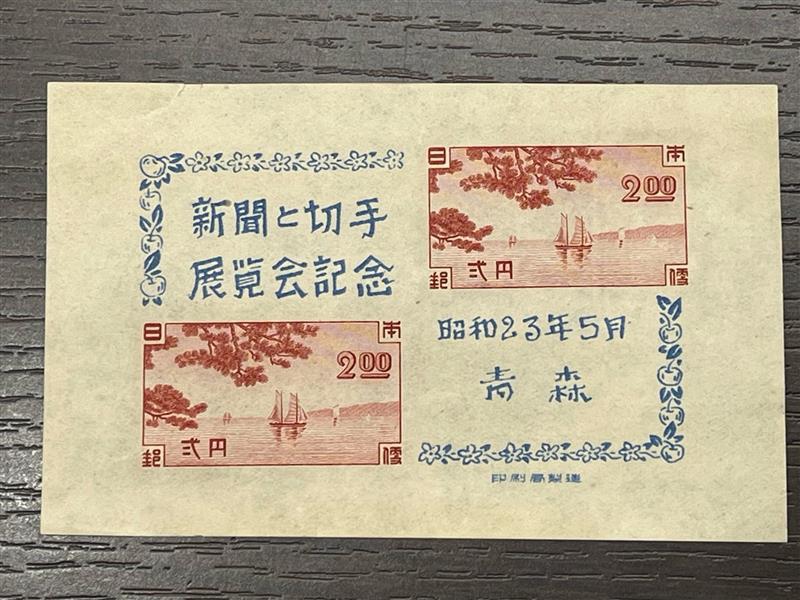 新聞と切手
展覧会記念
日本
2.00
弐円
郵便
昭和23年5月
青森
日本
2.00
弐円
郵便
印刷局製造